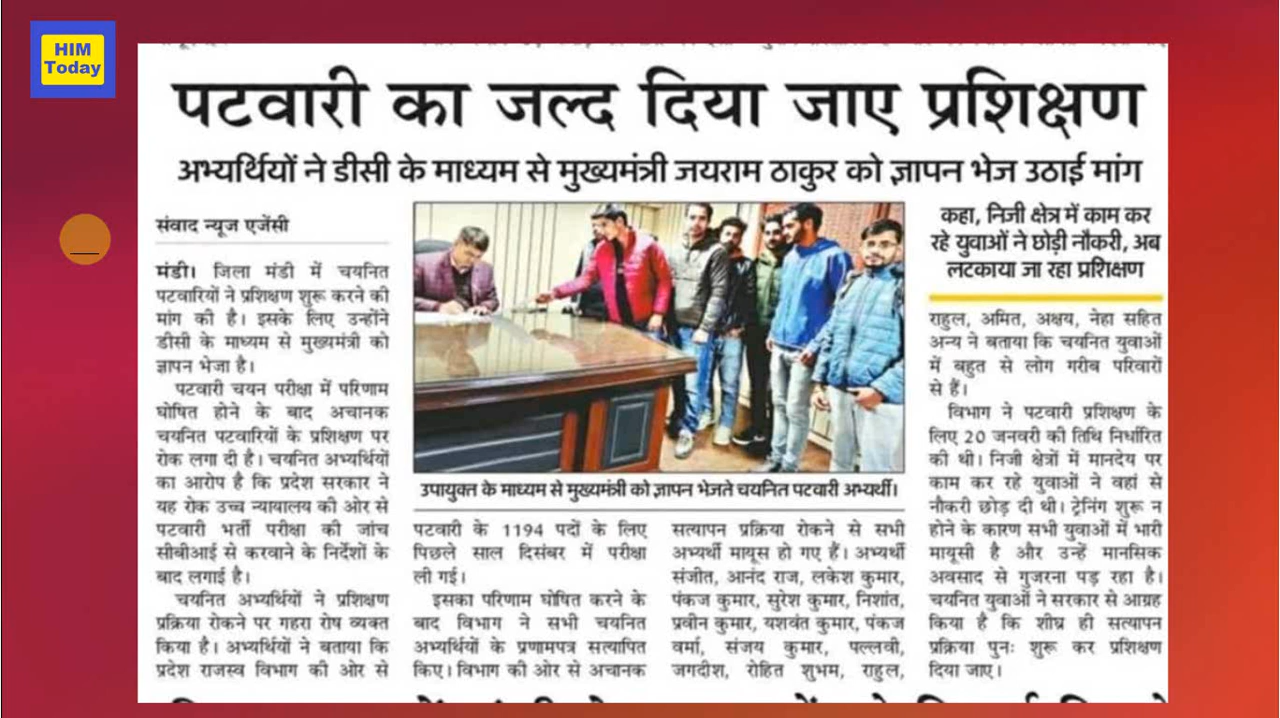 HIM
Today
पटवारी का जल्द दिया जाए प्रशिक्षण
अभ्यर्थियों ने डीसी के माध्यम से मुख्यमंत्री जयराम ठाकुर को ज्ञापन भेज उठाई मांग
संवाद न्यूज एजेंसी
मंडी। जिला मंडी में चयनित
पटवारियों ने प्रशिक्षण शुरू करने की
मांग की है। इसके लिए उन्होंने
डीसी के माध्यम से मुख्यमंत्री को
ज्ञापन भेजा है।
पटवारी चयन परीक्षा में परिणाम
घोषित होने के बाद अचानक
चयनित पटवारियों के प्रशिक्षण पर
रोक लगा दी है। चयनित अभ्यर्थियों
का आरोप है कि प्रदेश सरकार ने
यह रोक उच्च न्यायालय की ओर से
पटवारी भर्ती परीक्षा की जांच
सीबीआई से करवाने के निर्देशों के
बाद लगाई है।
चयनित अभ्यर्थियों ने प्रशिक्षण
प्रक्रिया रोकने पर गहरा रोष व्यक्त
किया है। अभ्यर्थियों ने बताया कि
प्रदेश राजस्व विभाग की ओर से
उपायुक्त के माध्यम से मुख्यमंत्री को ज्ञापन भेजते चयनित पटवारी अभ्यर्थी।
पटवारी के 1194 पदों के लिए
पिछले साल दिसंबर में परीक्षा
ली गई।
इसका परिणाम घोषित करने के
बाद विभाग ने सभी चयनित
अभ्यर्थियों के प्रणामपत्र सत्यापित
किए। विभाग की ओर से अचानक
सत्यापन प्रक्रिया रोकने से सभी
अभ्यर्थी मायूस हो गए हैं। अभ्यर्थी
संजीत, आनंद राज, लकेश कुमार,
पंकज कुमार, सुरेश कुमार, निशांत,
प्रवीन कुमार, यशवंत कुमार, पंकज
वर्मा, संजय कुमार, पल्लवी,
जगदीश, रोहित शुभम, राहुल,
कहा, निजी क्षेत्र में काम कर
रहे युवाओं ने छोड़ी नौकरी, अब
लटकाया जा रहा प्रशिक्षण
राहुल, अमित, अक्षय, नेहा सहित
अन्य ने बताया कि चयनित युवाओं
में बहुत से लोग गरीब परिवारों
से हैं।
विभाग ने पटवारी प्रशिक्षण के
लिए 20 जनवरी की तिथि निर्धारित
की थी। निजी क्षेत्रों में मानदेय पर
काम कर रहे युवाओं ने वहां से
नौकरी छोड़ दी थी। ट्रेनिंग शुरू न
होने के कारण सभी युवाओं में भारी
मायूसी है और उन्हें मानसिक
अवसाद से गुजरना पड़ रहा है।
चयनित युवाओं ने सरकार से आग्रह
किया है कि शीघ्र ही सत्यापन
प्रक्रिया पुनः शुरू कर प्रशिक्षण
दिया जाए।